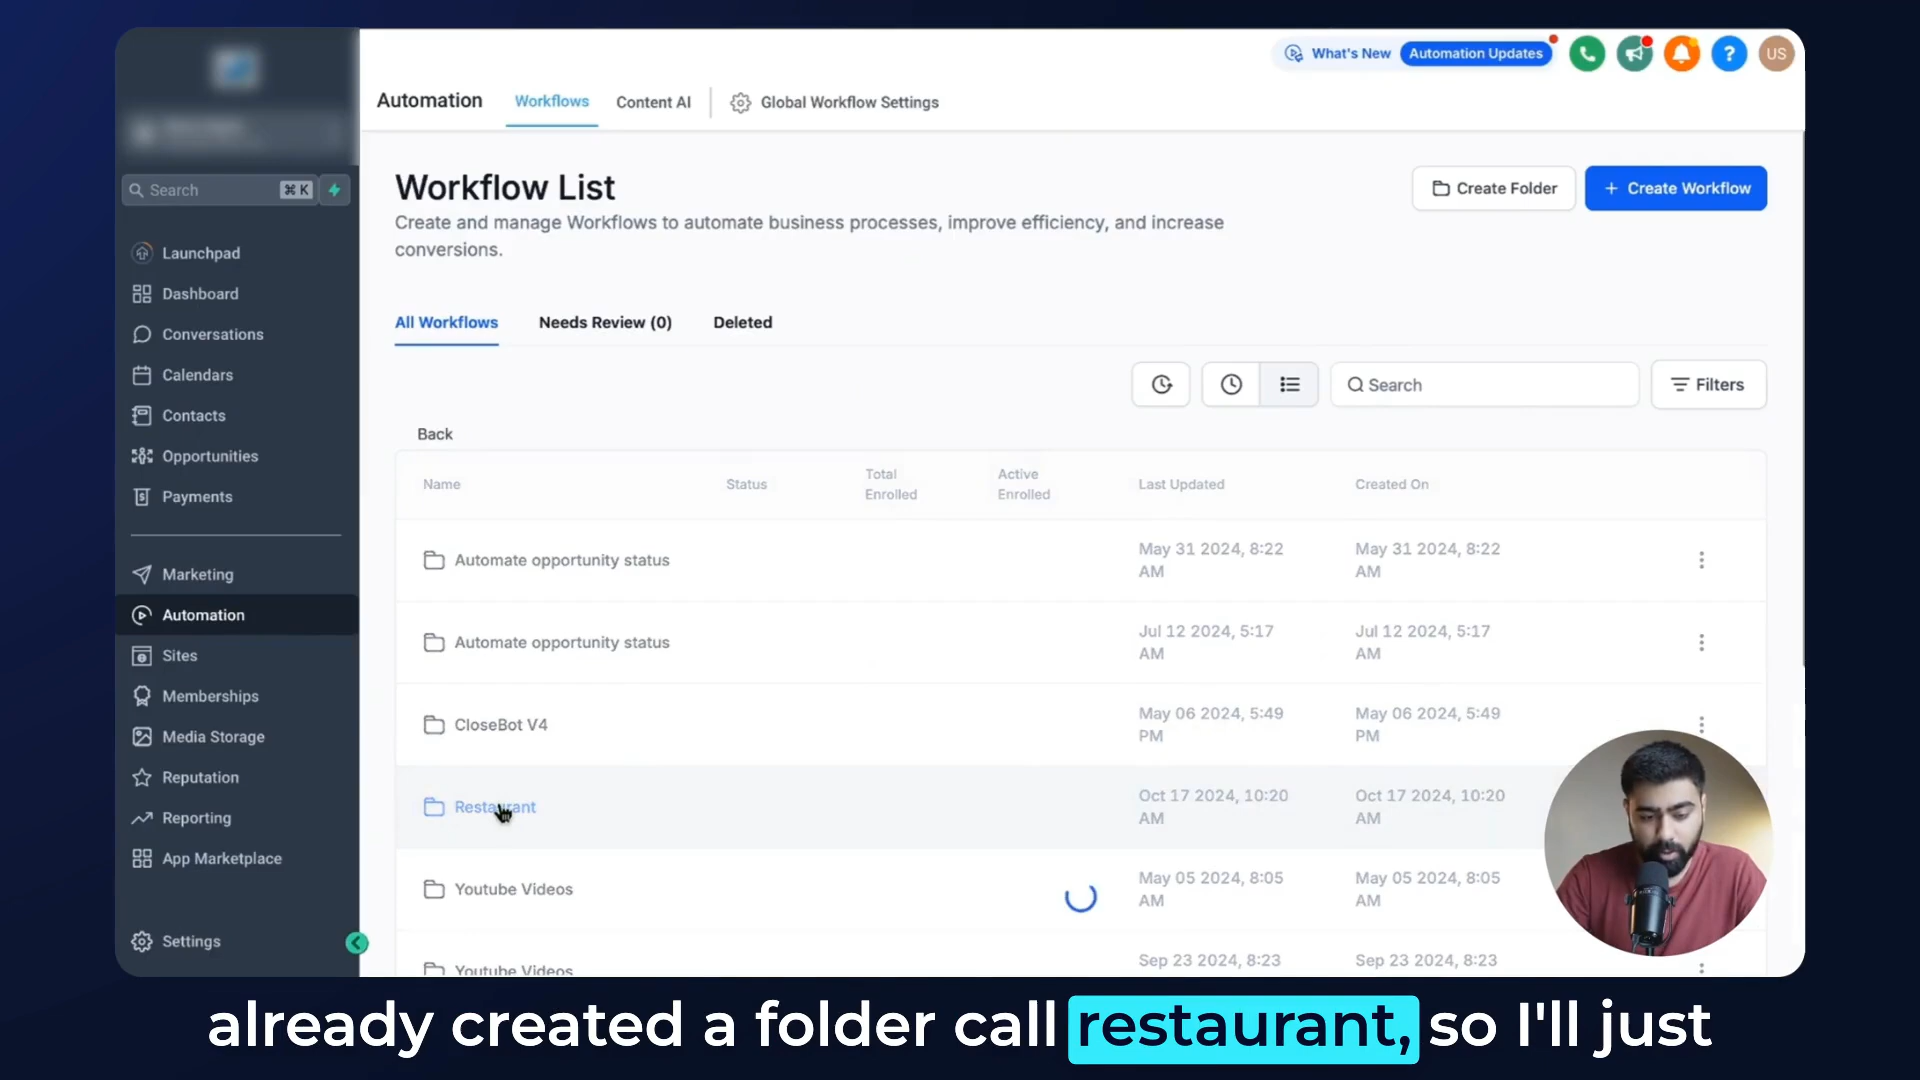 What's New
Automation Updates
US
Automation
Workflows
Content AI
Global Workflow Settings
Search
⌘ K
Launchpad
Dashboard
Conversations
Calendars
Contacts
Opportunities
Payments
Marketing
Automation
Sites
Memberships
Media Storage
Reputation
Reporting
App Marketplace
Settings
Workflow List
Create and manage Workflows to automate business processes, improve efficiency, and increase
conversions.
Create Folder
+ Create Workflow
All Workflows
Needs Review (0)
Deleted
Search
Filters
Back
Name
Status
Total
Enrolled
Active
Enrolled
Last Updated
Created On
Automate opportunity status
May 31 2024, 8:22
AM
May 31 2024, 8:22
AM
Automate opportunity status
Jul 12 2024, 5:17
AM
Jul 12 2024, 5:17
AM
CloseBot V4
May 06 2024, 5:49
PM
May 06 2024, 5:49
PM
Restaurant
Oct 17 2024, 10:20
AM
Oct 17 2024, 10:20
AM
Youtube Videos
May 05 2024, 8:05
AM
May 05 2024, 8:05
AM
Youtube Videos
Sep 23 2024, 8:23
Sep 23 2024, 8:23
already created a folder call restaurant, so I'll just